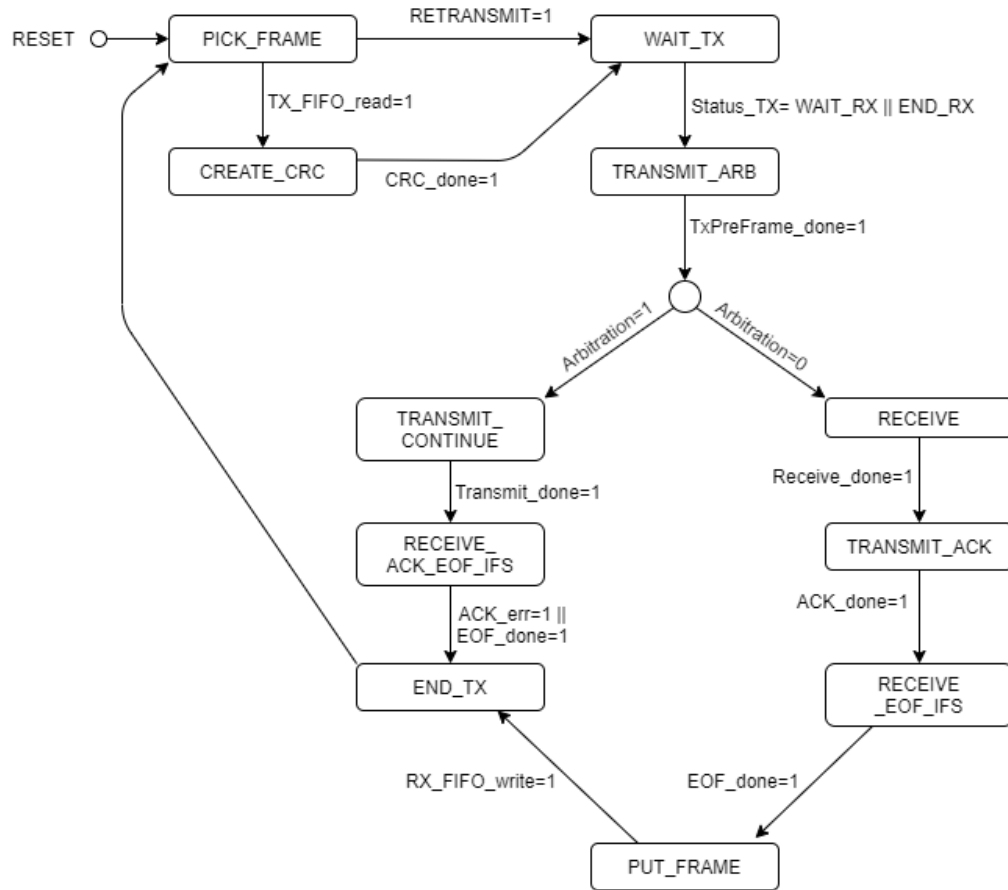 RETRANSMIT=1
RESET
PICK_FRAME
WAIT_TX
TX_FIFO_read=1
Status_TX= WAIT_RX || END_RX
CREATE_CRC
CRC_done=1
TRANSMIT_ARB
TxPreFrame_done=1
Arbitration=1
Arbitration=0
TRANSMIT_
CONTINUE
RECEIVE
Transmit_done=1
Receive_done=1
RECEIVE_
ACK_EOF_IFS
TRANSMIT_ACK
ACK_err=1 ||
EOF_done=1
ACK_done=1
END_TX
RECEIVE
_EOF_IFS
RX_FIFO_write=1
EOF_done=1
PUT_FRAME